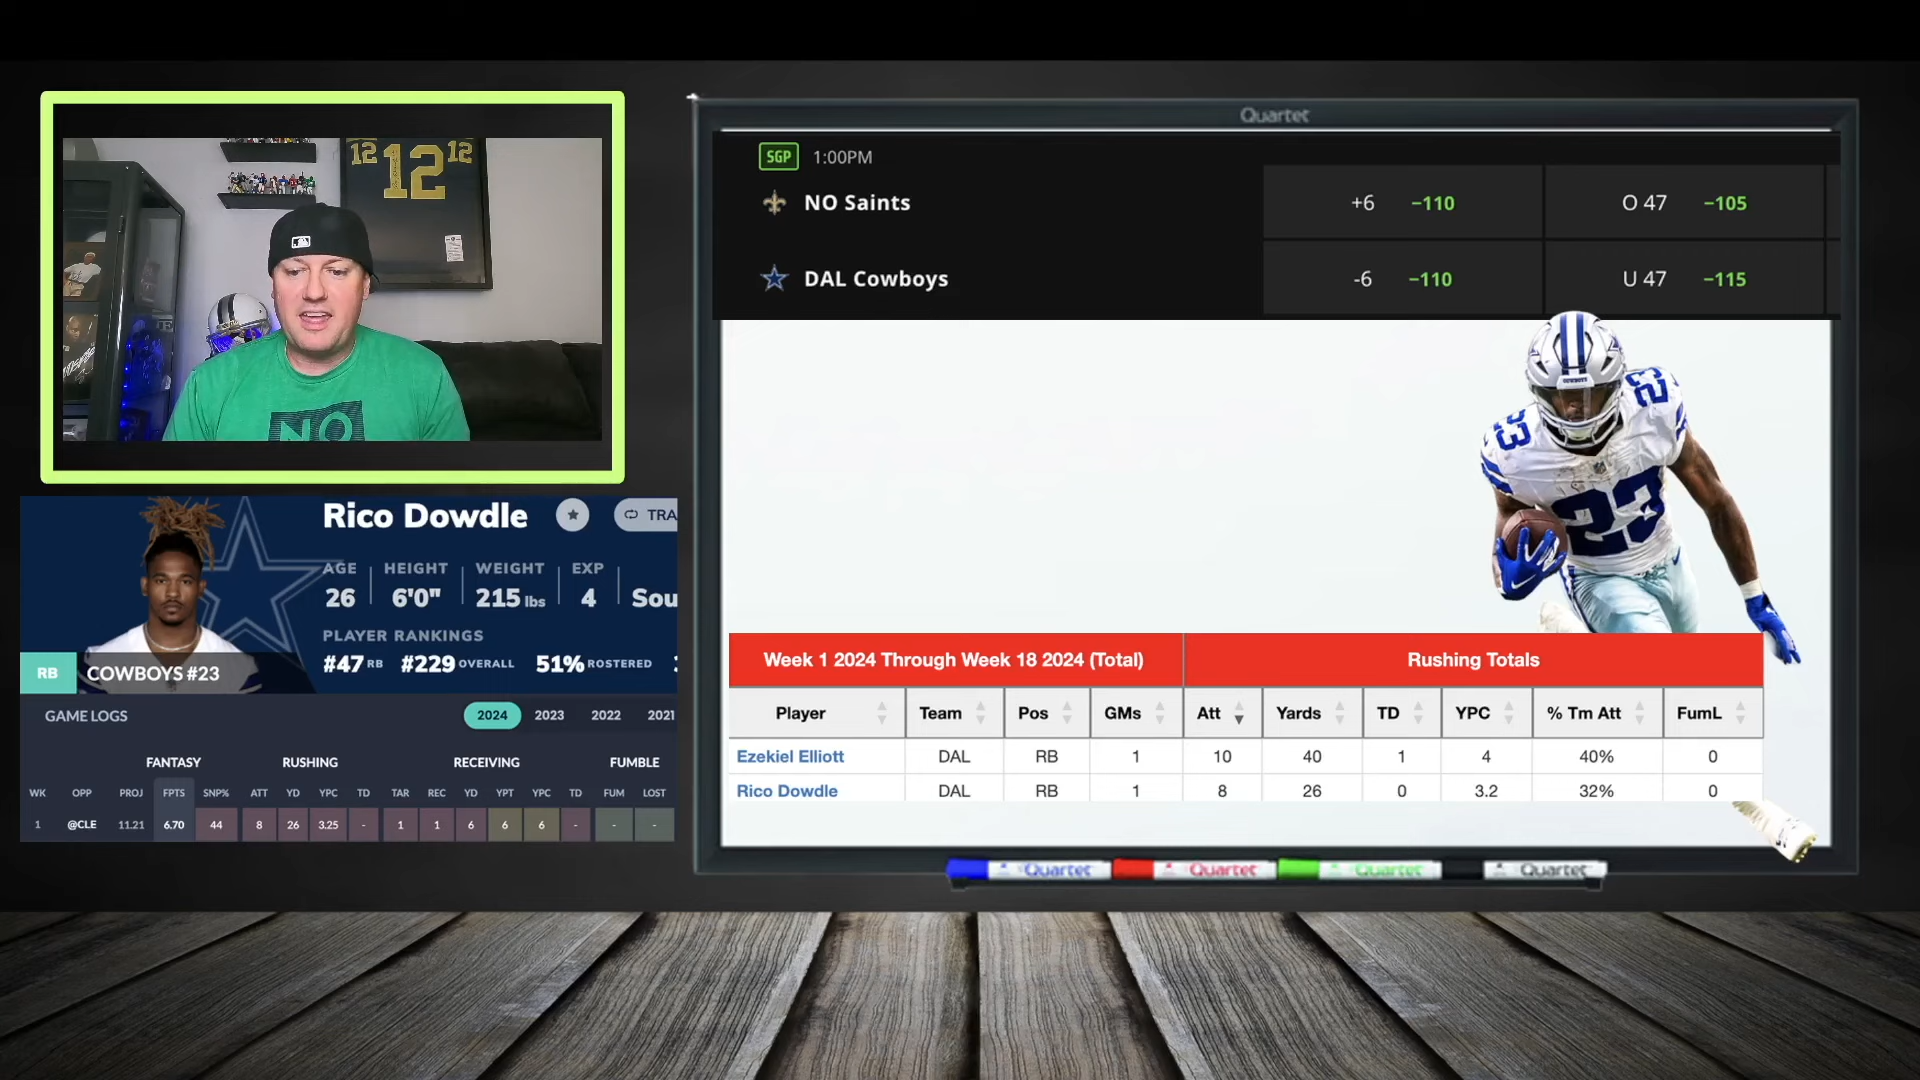 12 12 12
NO
Rico Dowdle
TRA
AGE HEIGHT WEIGHT EXP
26 6'0" 215 lbs 4 Sou
PLAYER RANKINGS
#47 RB #229 OVERALL 51% ROSTERED
RB COWBOYS #23
GAME LOGS 2024 2023 2022 2021
FANTASY RUSHING RECEIVING FUMBLE
WK OPP PROJ FPTS SNP% ATT YD YPC TD TAR REC YD YPT YPC TD FUM LOST
1 @CLE 11.21 6.70 44 8 26 3.25 - 1 1 6 6 6 - - -
Quartet
SGP 1:00PM
NO Saints +6 −110 O 47 −105
DAL Cowboys -6 −110 U 47 −115
COWBOYS
23
23
23
Week 1 2024 Through Week 18 2024 (Total) Rushing Totals
Player Team Pos GMs Att Yards TD YPC % Tm Att FumL
Ezekiel Elliott DAL RB 1 10 40 1 4 40% 0
Rico Dowdle DAL RB 1 8 26 0 3.2 32% 0
Quartet Quartet Quartet Quartet